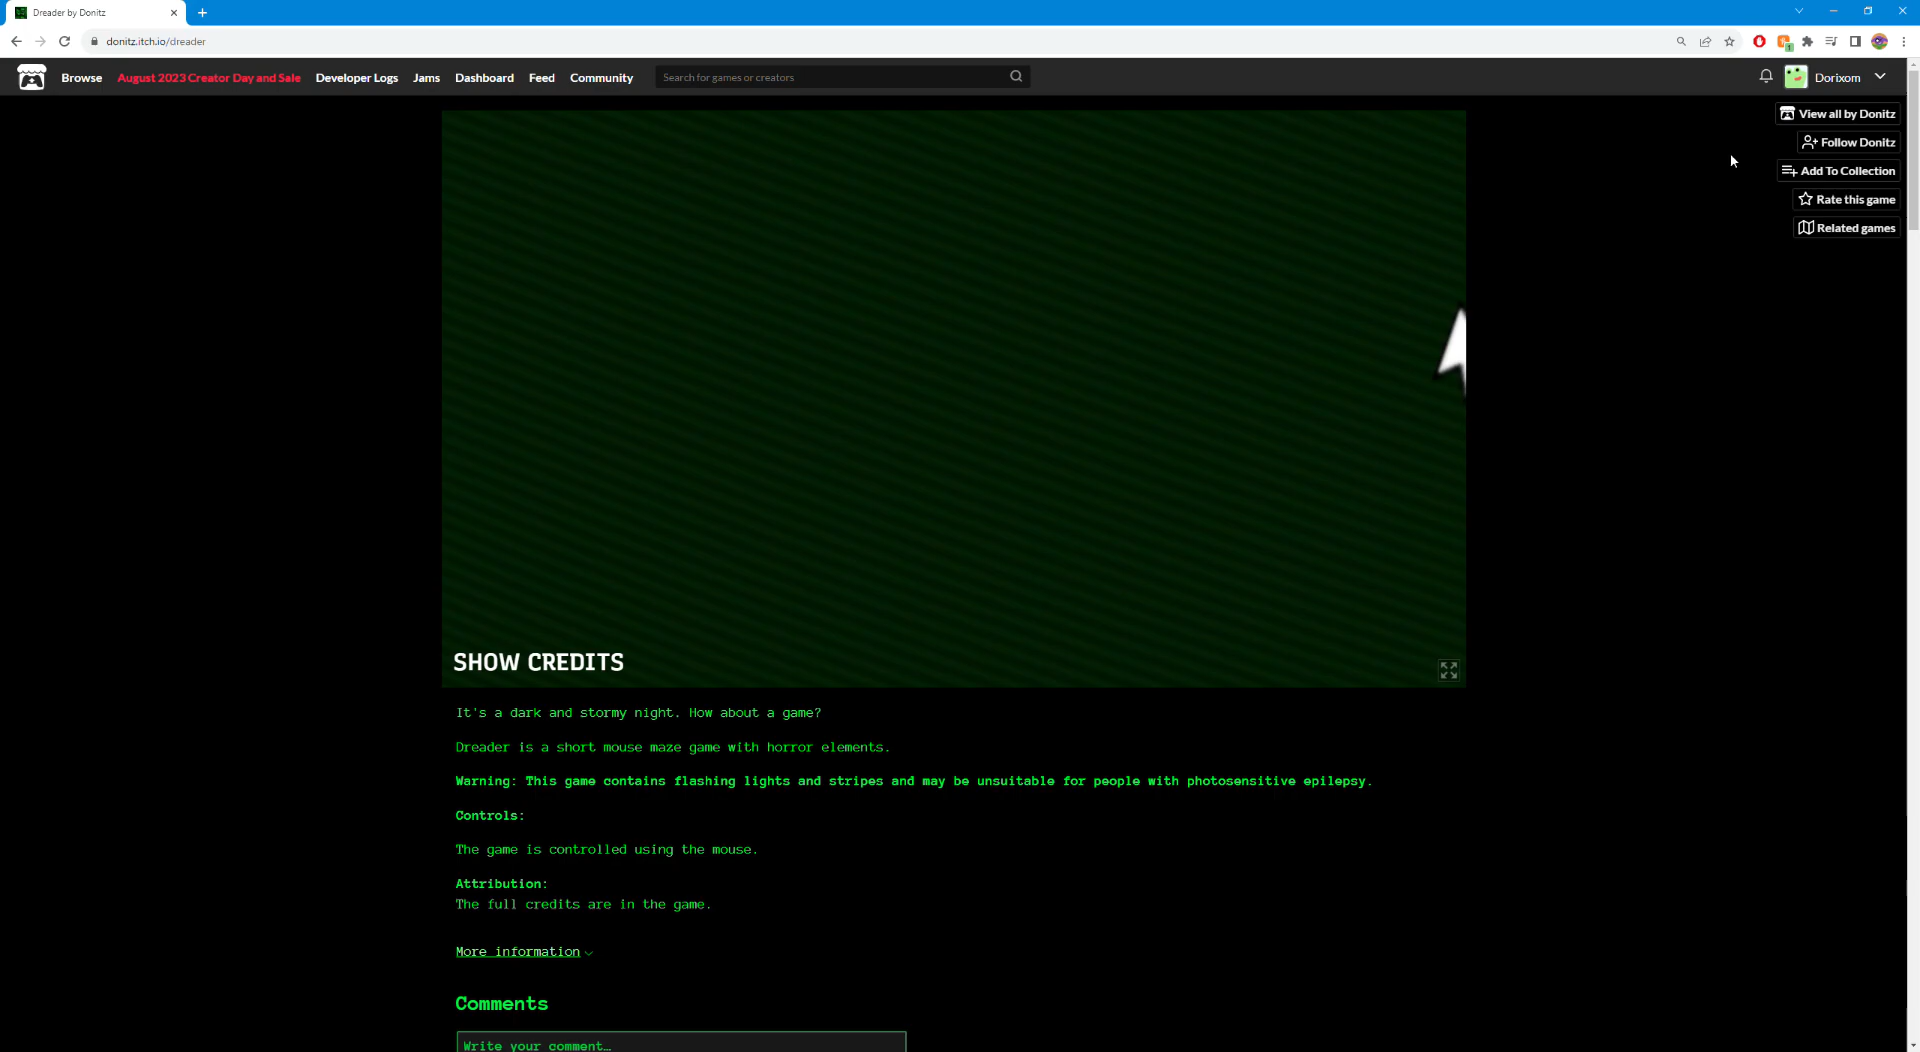 Dreader by Donitz
donitz.itch.io/dreader
1
Browse August 2023 Creator Day and Sale Developer Logs Jams Dashboard Feed Community Search for games or creators Dorixom
View all by Donitz
Follow Donitz
Add To Collection
Rate this game
Related games
SHOW CREDITS
It's a dark and stormy night. How about a game?
Dreader is a short mouse maze game with horror elements.
Warning: This game contains flashing lights and stripes and may be unsuitable for people with photosensitive epilepsy.
Controls:
The game is controlled using the mouse.
Attribution:
The full credits are in the game.
More information
Comments
Write your comment…